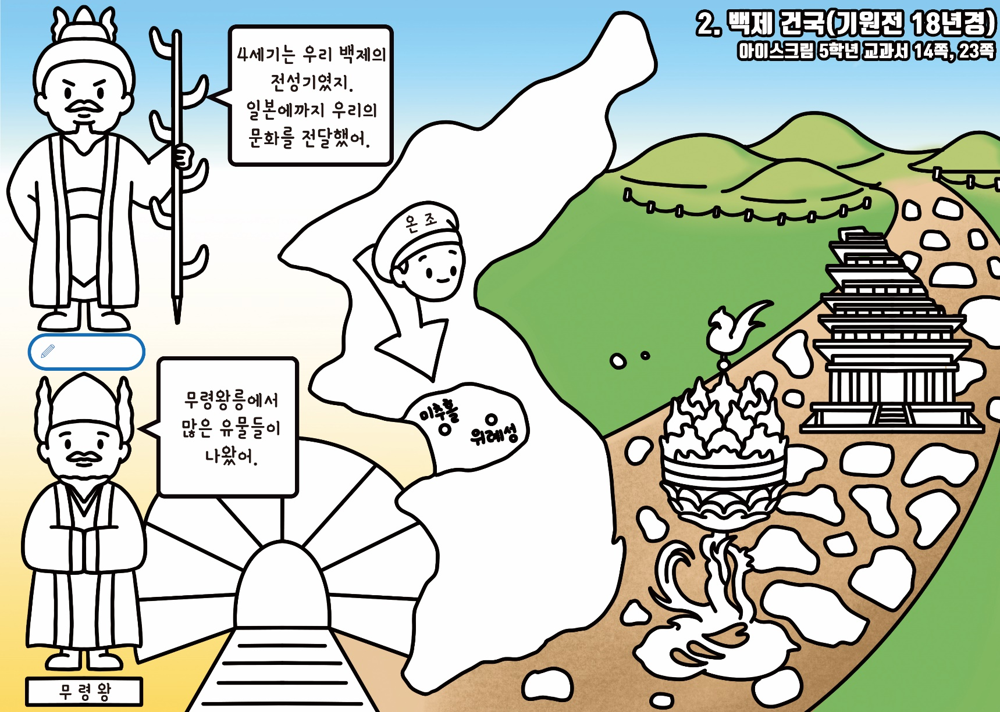 2. 백제 건국(기원전 18년경)
아이스크림 5학년 교과서 14쪽, 23쪽
4세기는 우리 백제의
전성기였지.
일본에까지 우리의
문화를 전달했어.
온조
미추홀
위례성
무령왕릉에서
많은 유물들이
나왔어.
무령왕